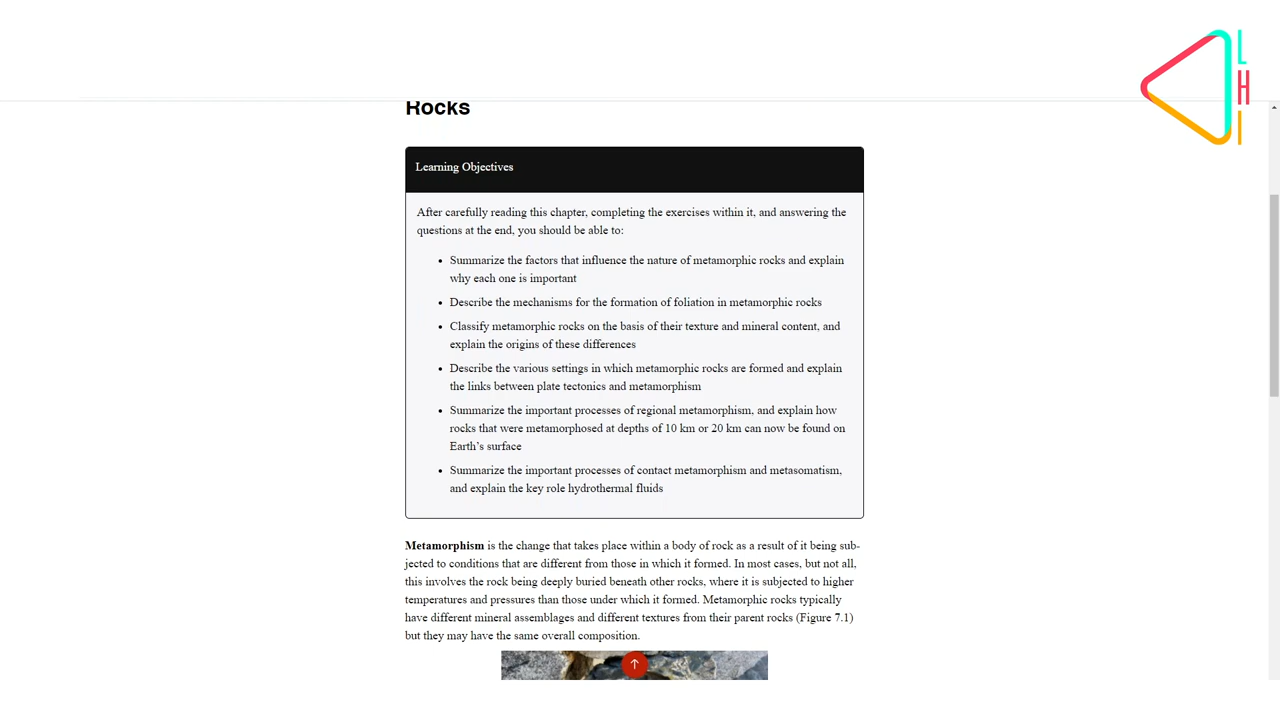 Rocks
Learning Objectives
After carefully reading this chapter, completing the exercises within it, and answering the
questions at the end, you should be able to:
• Summarize the factors that influence the nature of metamorphic rocks and explain
why each one is important
• Describe the mechanisms for the formation of foliation in metamorphic rocks
• Classify metamorphic rocks on the basis of their texture and mineral content, and
explain the origins of these differences
• Describe the various settings in which metamorphic rocks are formed and explain
the links between plate tectonics and metamorphism
• Summarize the important processes of regional metamorphism, and explain how
rocks that were metamorphosed at depths of 10 km or 20 km can now be found on
Earth’s surface
• Summarize the important processes of contact metamorphism and metasomatism,
and explain the key role hydrothermal fluids
Metamorphism is the change that takes place within a body of rock as a result of it being sub-
jected to conditions that are different from those in which it formed. In most cases, but not all,
this involves the rock being deeply buried beneath other rocks, where it is subjected to higher
temperatures and pressures than those under which it formed. Metamorphic rocks typically
have different mineral assemblages and different textures from their parent rocks (Figure 7.1)
but they may have the same overall composition.
L
H
I